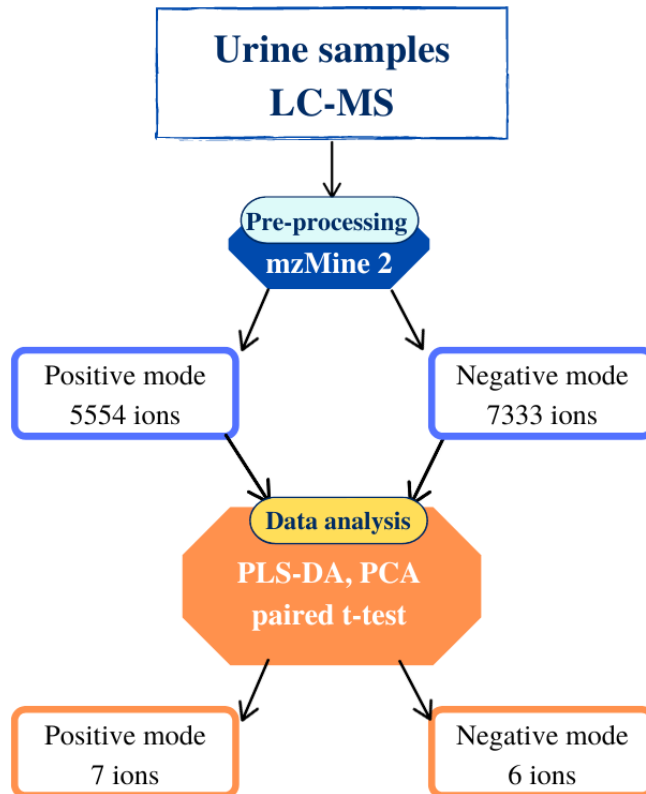 Urine samples
LC-MS
Pre-processing
mzMine 2
Positive mode
5554 ions
Negative mode
7333 ions
Data analysis
PLS-DA, PCA
paired t-test
Positive mode
7 ions
Negative mode
6 ions